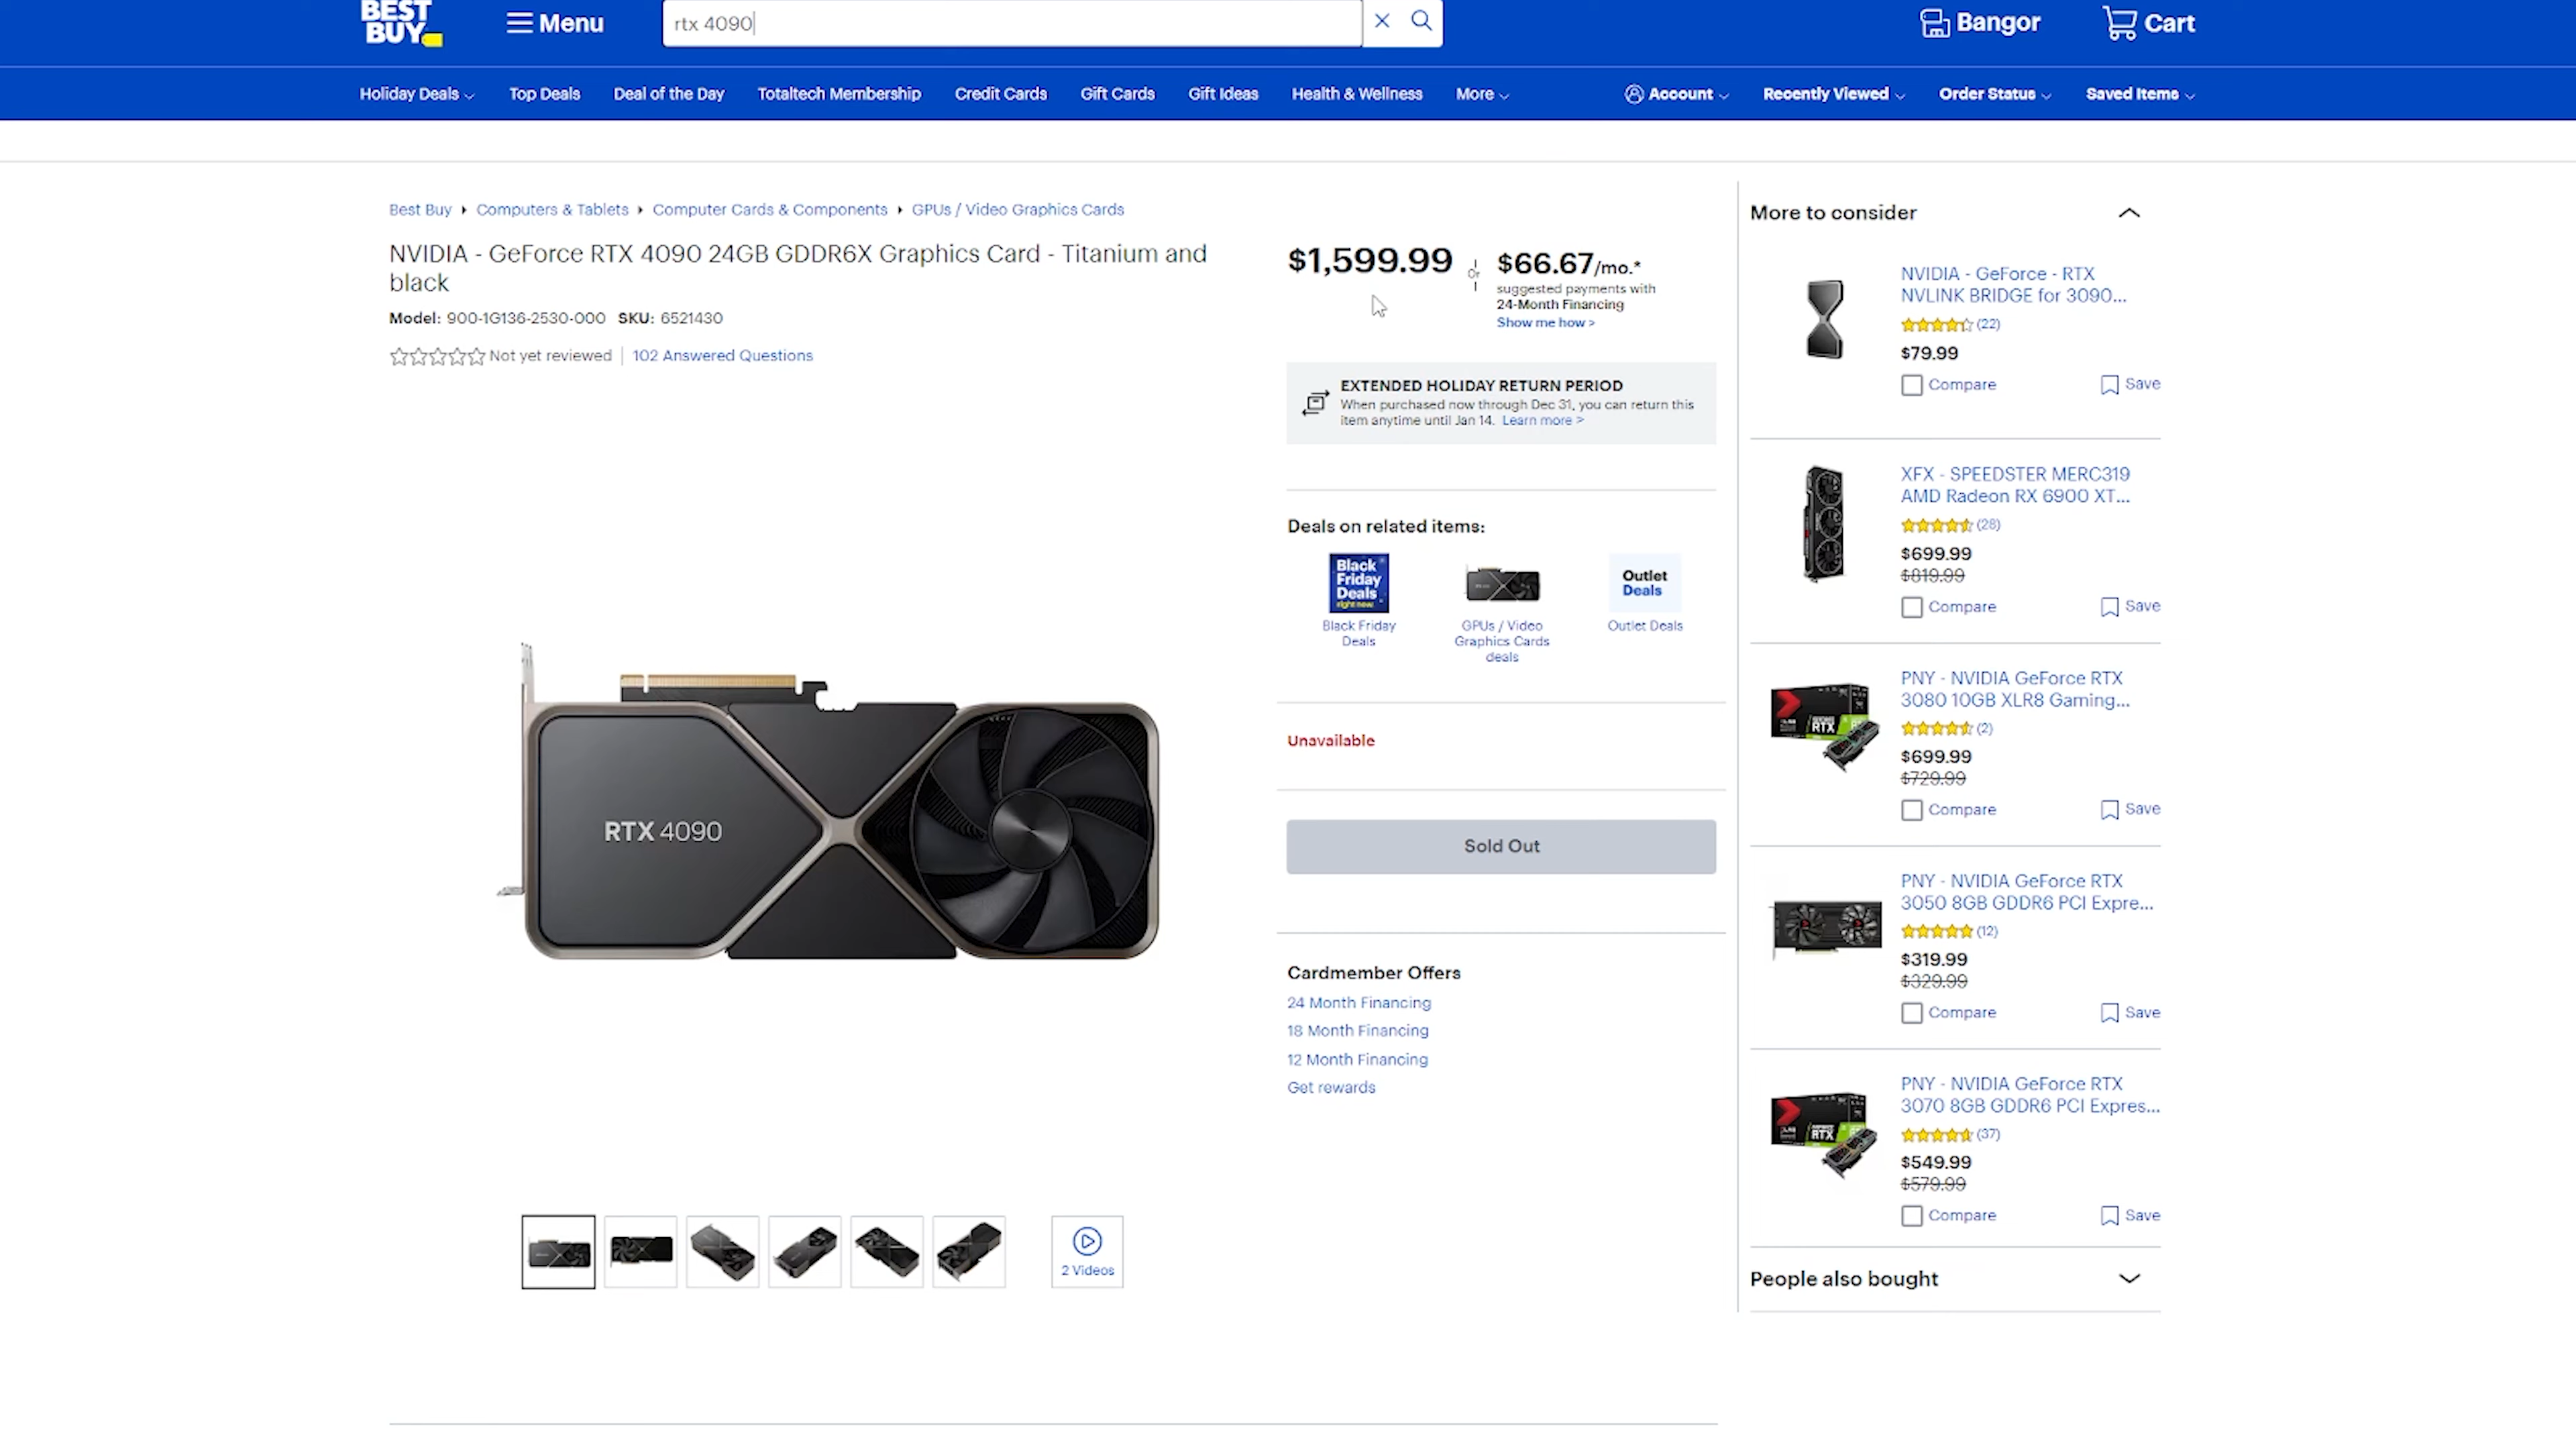 BEST
BUY
Menu
rtx 4090
Bangor
Cart
Holiday Deals
Top Deals
Deal of the Day
Totaltech Membership
Credit Cards
Gift Cards
Gift Ideas
Health & Wellness
More
Account
Recently Viewed
Order Status
Saved Items
Best Buy
Computers & Tablets
Computer Cards & Components
GPUs / Video Graphics Cards
NVIDIA - GeForce RTX 4090 24GB GDDR6X Graphics Card - Titanium and
black
Model: 900-1G136-2530-000 SKU: 6521430
Not yet reviewed
102 Answered Questions
RTX 4090
2 Videos
$1,599.99
Or
$66.67/mo.*
suggested payments with
24-Month Financing
Show me how >
EXTENDED HOLIDAY RETURN PERIOD
When purchased now through Dec 31, you can return this
item anytime until Jan 14. Learn more >
Deals on related items:
Black
Friday
Deals
right now.
Black Friday
Deals
GPUs / Video
Graphics Cards
deals
Outlet
Deals
Outlet Deals
Unavailable
Sold Out
Cardmember Offers
24 Month Financing
18 Month Financing
12 Month Financing
Get rewards
More to consider
NVIDIA - GeForce - RTX
NVLINK BRIDGE for 3090...
(22)
$79.99
Compare
Save
XFX - SPEEDSTER MERC319
AMD Radeon RX 6900 XT...
(28)
$699.99
$819.99
Compare
Save
PNY - NVIDIA GeForce RTX
3080 10GB XLR8 Gaming...
(2)
$699.99
$729.99
Compare
Save
RTX
PNY - NVIDIA GeForce RTX
3050 8GB GDDR6 PCI Expre...
(12)
$319.99
$329.99
Compare
Save
PNY - NVIDIA GeForce RTX
3070 8GB GDDR6 PCI Expres...
(37)
$549.99
$579.99
Compare
Save
RTX
People also bought